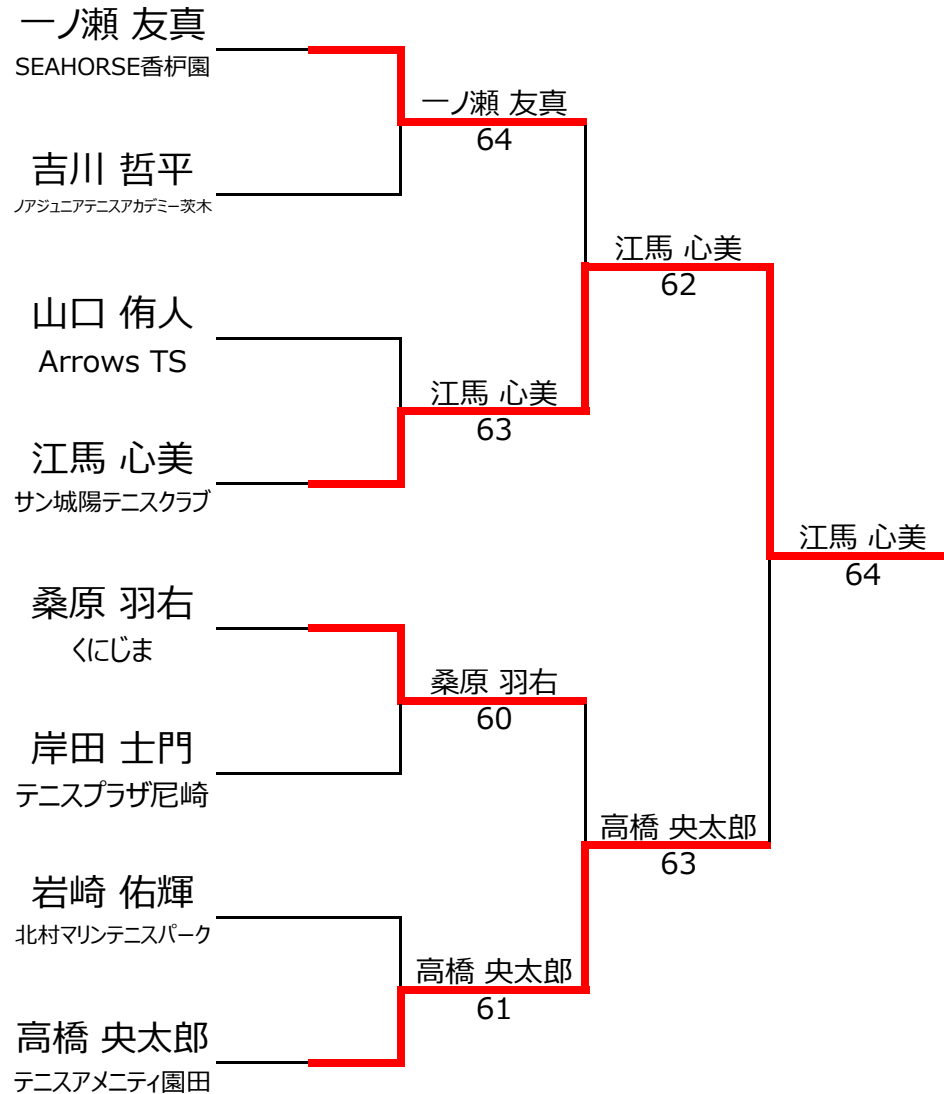 一ノ瀬 友真
SEAHORSE香枦園
一ノ瀬 友真
64
吉川 哲平
ノアジュニアテニスアカデミー茨木
江馬 心美
62
山口 侑人
Arrows TS
江馬 心美
63
江馬 心美
サン城陽テニスクラブ
江馬 心美
64
桑原 羽右
くにじま
桑原 羽右
60
岸田 士門
テニスプラザ尼崎
高橋 央太郎
63
岩崎 佑輝
北村マリンテニスパーク
高橋 央太郎
61
高橋 央太郎
テニスアメニティ園田